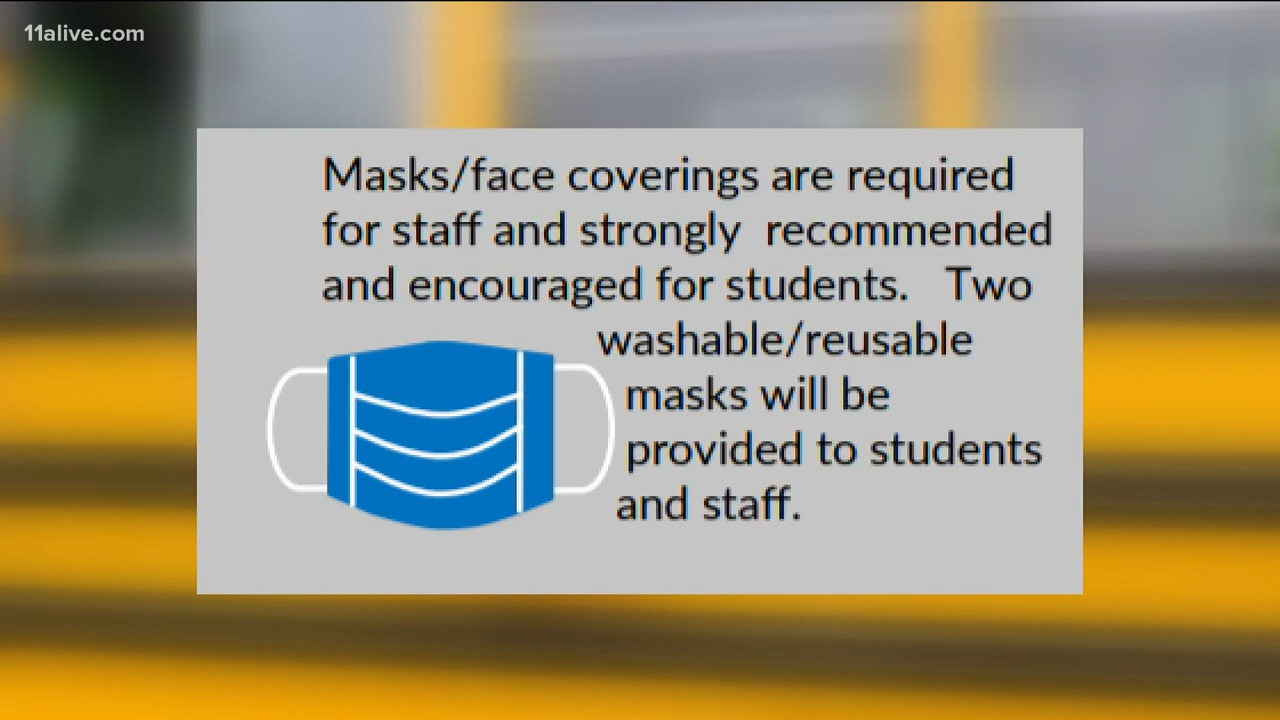 11alive.com
Masks/face coverings are required
for staff and strongly recommended
and encouraged for students. Two
washable/reusable
masks will be
provided to students
and staff.